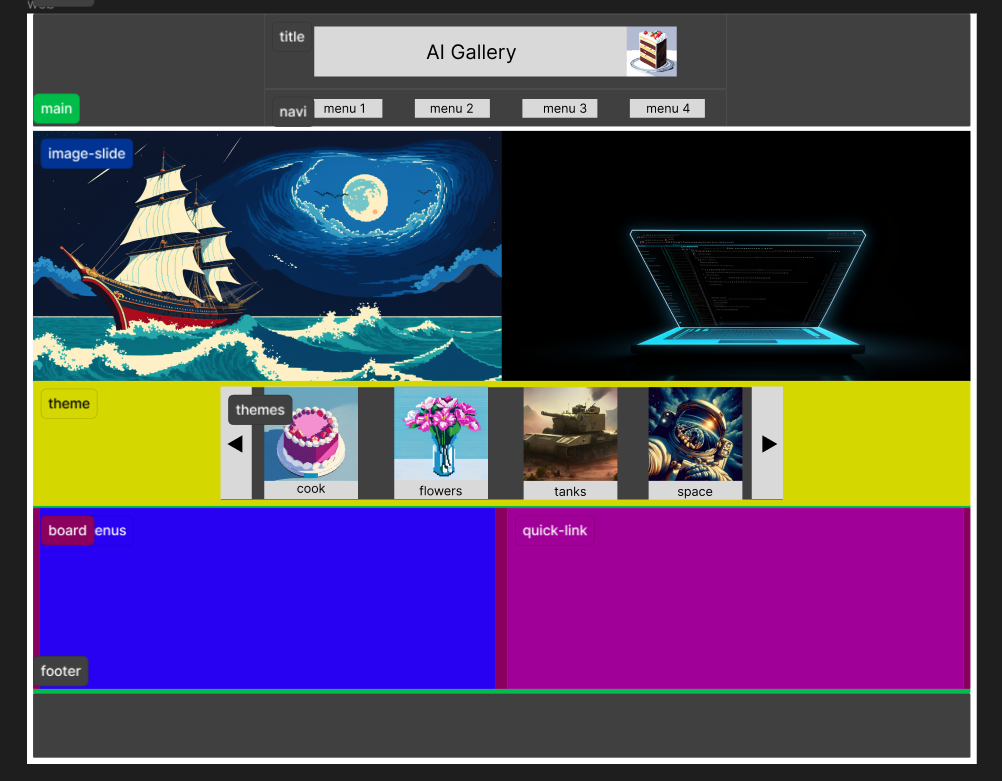 title
AI Gallery
main
navi
menu 1
menu 2
menu 3
menu 4
image-slide
theme
themes
cook
flowers
tanks
space
board
enus
quick-link
footer